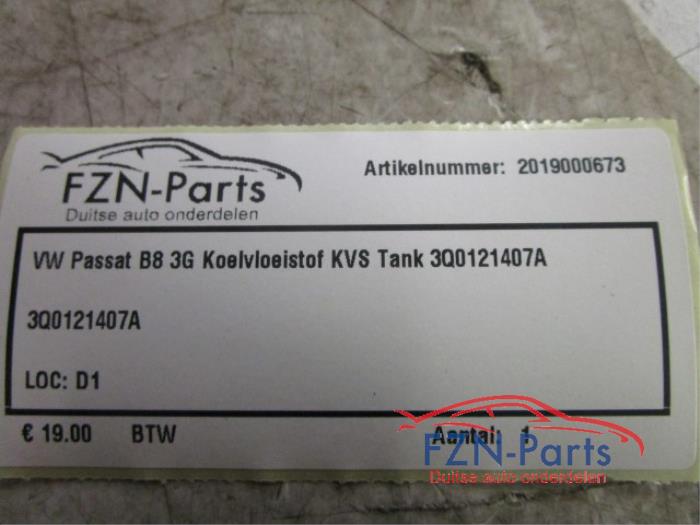 FZN-Parts
Duitse auto onderdelen
Artikelnummer: 2019000673
VW Passat B8 3G Koelvloeistof KVS Tank 3Q0121407A
3Q0121407A
LOC: D1
€ 19.00 BTW Aantal: 1
FZN-Parts
Duitse auto onderdelen